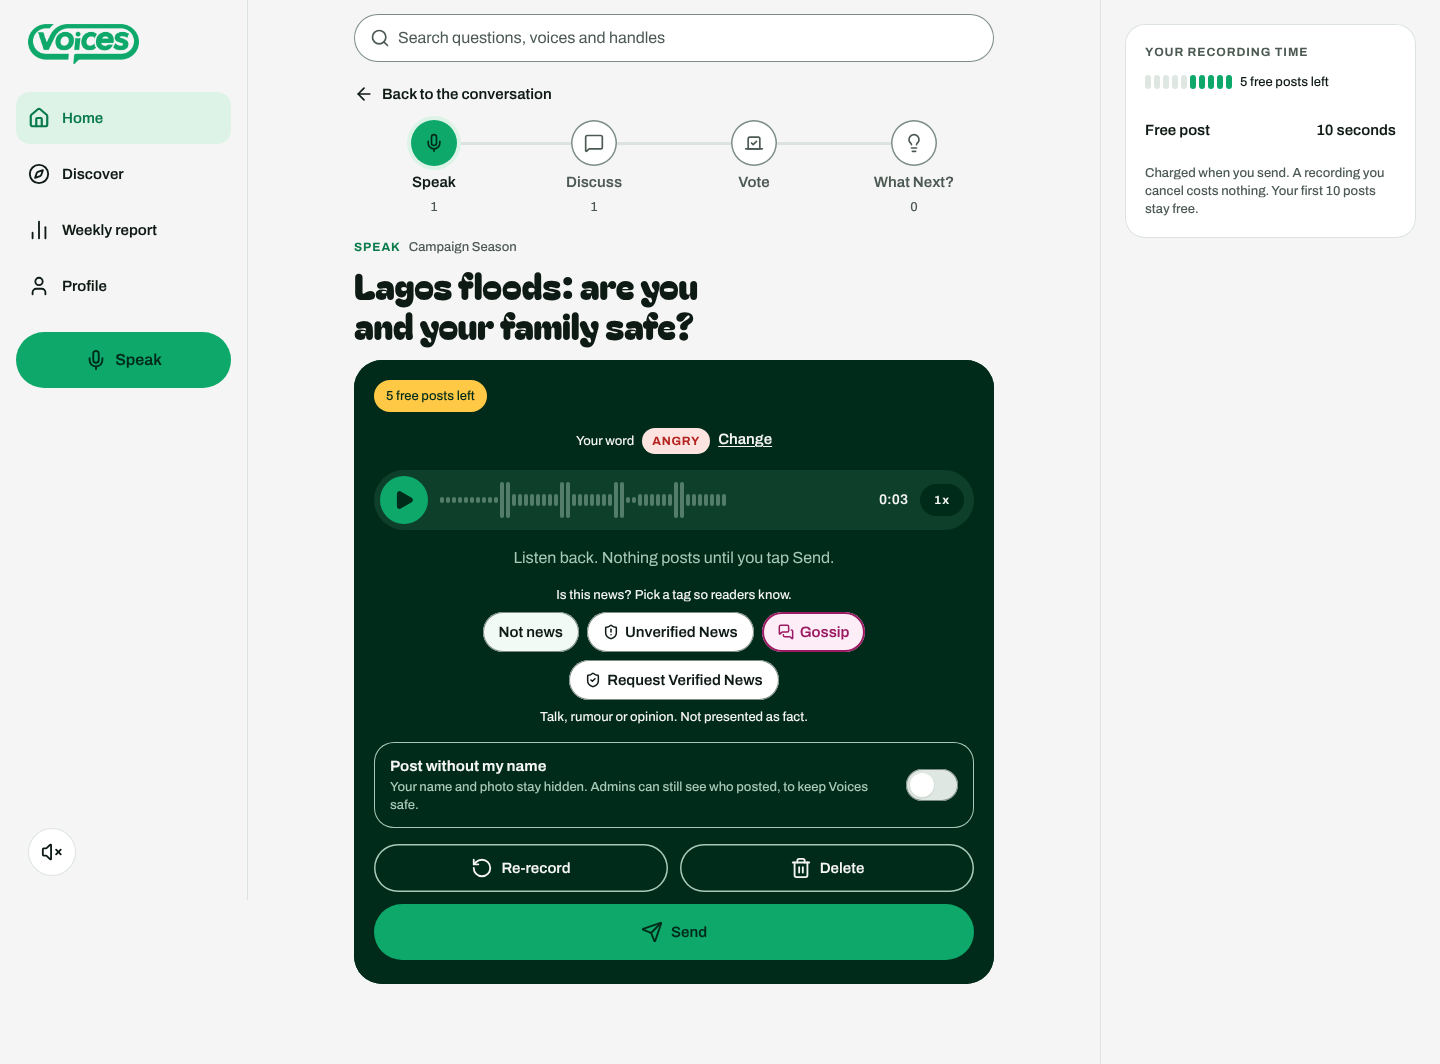 Voices
Home
Discover
Weekly report
Profile
Speak
Search questions, voices and handles
Back to the conversation
Speak
1
Discuss
1
Vote
What Next?
0
SPEAK Campaign Season
Lagos floods: are you
and your family safe?
5 free posts left
Your word ANGRY Change
0:03 1x
Listen back. Nothing posts until you tap Send.
Is this news? Pick a tag so readers know.
Not news Unverified News Gossip
Request Verified News
Talk, rumour or opinion. Not presented as fact.
Post without my name
Your name and photo stay hidden. Admins can still see who posted, to keep Voices
safe.
Re-record Delete
Send
YOUR RECORDING TIME
5 free posts left
Free post 10 seconds
Charged when you send. A recording you
cancel costs nothing. Your first 10 posts
stay free.